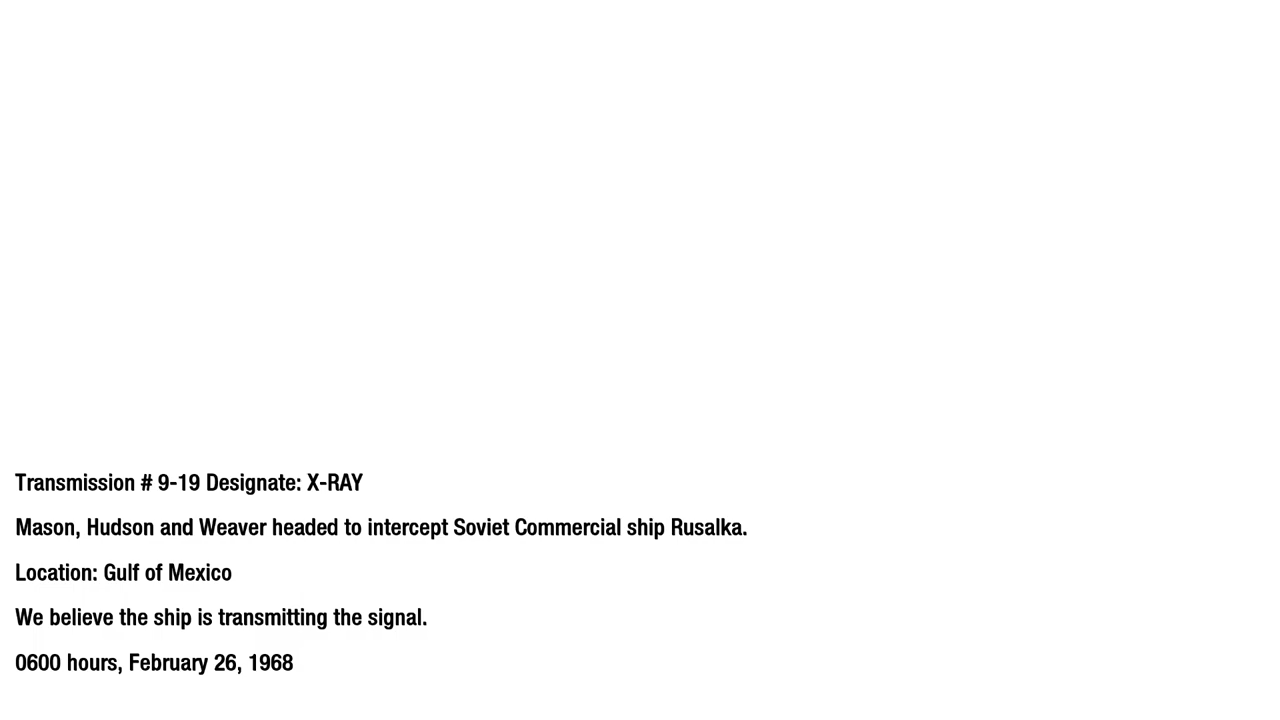 Transmission # 9-19 Designate: X-RAY
Mason, Hudson and Weaver headed to intercept Soviet Commercial ship Rusalka.
Location: Gulf of Mexico
We believe the ship is transmitting the signal.
0600 hours, February 26, 1968